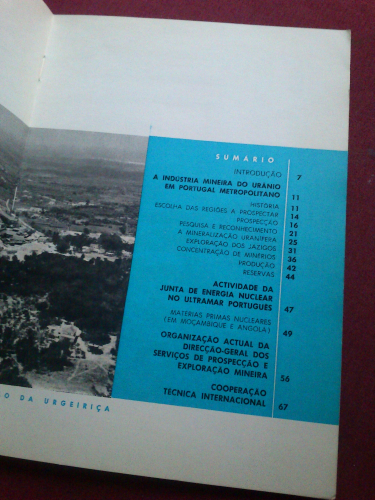 SUMÁRIO
INTRODUÇÃO 7
A INDÚSTRIA MINEIRA DO URÂNIO
EM PORTUGAL METROPOLITANO 11
HISTÓRIA 11
ESCOLHA DAS REGIÕES A PROSPECTAR 14
PROSPECÇÃO 16
PESQUISA E RECONHECIMENTO 21
A MINERALIZAÇÃO URANÍFERA 25
EXPLORAÇÃO DOS JAZIGOS 31
CONCENTRAÇÃO DE MINÉRIOS 36
PRODUÇÃO 42
RESERVAS 44
ACTIVIDADE DA
JUNTA DE ENERGIA NUCLEAR
NO ULTRAMAR PORTUGUÊS 47
MATÉRIAS PRIMAS NUCLEARES
(EM MOÇAMBIQUE E ANGOLA) 49
ORGANIZAÇÃO ACTUAL DA
DIRECÇÃO-GERAL DOS
SERVIÇOS DE PROSPECÇÃO E
EXPLORAÇÃO MINEIRA 56
COOPERAÇÃO
TÉCNICA INTERNACIONAL 67
O DA URGEIRIÇA